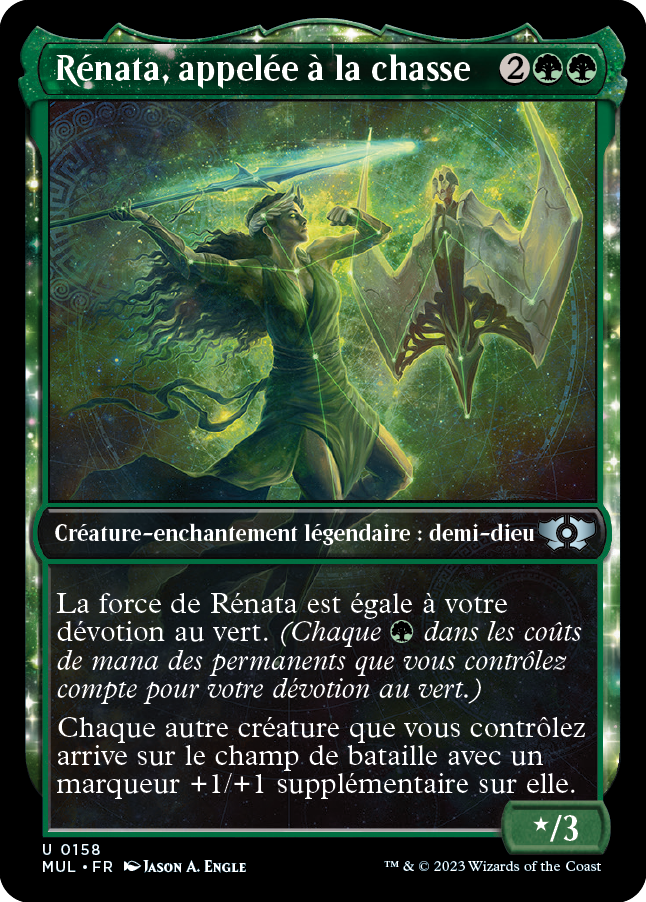 Rénata, appelée à la chasse 2
Créature-enchantement légendaire : demi-dieu
La force de Rénata est égale à votre
dévotion au vert. (Chaque dans les coûts
de mana des permanents que vous contrôlez
compte pour votre dévotion au vert.)
Chaque autre créature que vous contrôlez
arrive sur le champ de bataille avec un
marqueur +1/+1 supplémentaire sur elle.
★/3
U 0158
MUL • FR Jason A. Engle ™ & © 2023 Wizards of the Coast